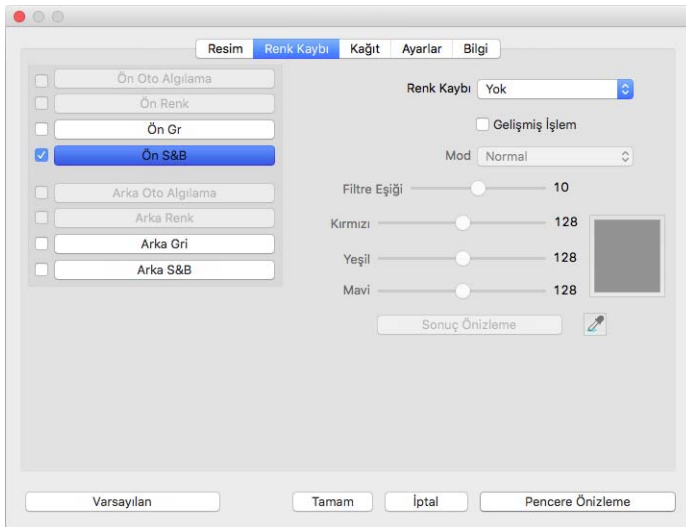 Resim Renk Kaybı Kağıt Ayarlar Bilgi
Ön Oto Algılama
Ön Renk
Ön Gr
Ön S&B
Arka Oto Algılama
Arka Renk
Arka Gri
Arka S&B
Renk Kaybı Yok
Gelişmiş İşlem
Mod Normal
Filtre Eşiği 10
Kırmızı 128
Yeşil 128
Mavi 128
Sonuç Önizleme
Varsayılan Tamam İptal Pencere Önizleme